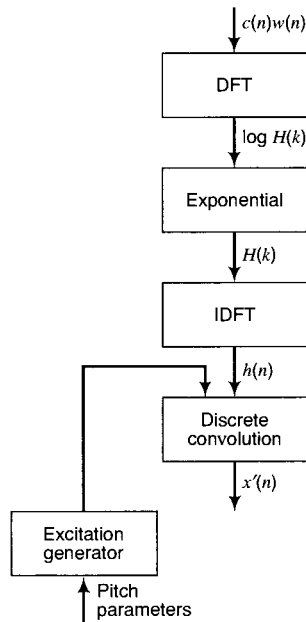 c(n)w(n)
DFT
log H(k)
Exponential
H(k)
IDFT
h(n)
Discrete
convolution
x′(n)
Excitation
generator
Pitch
parameters